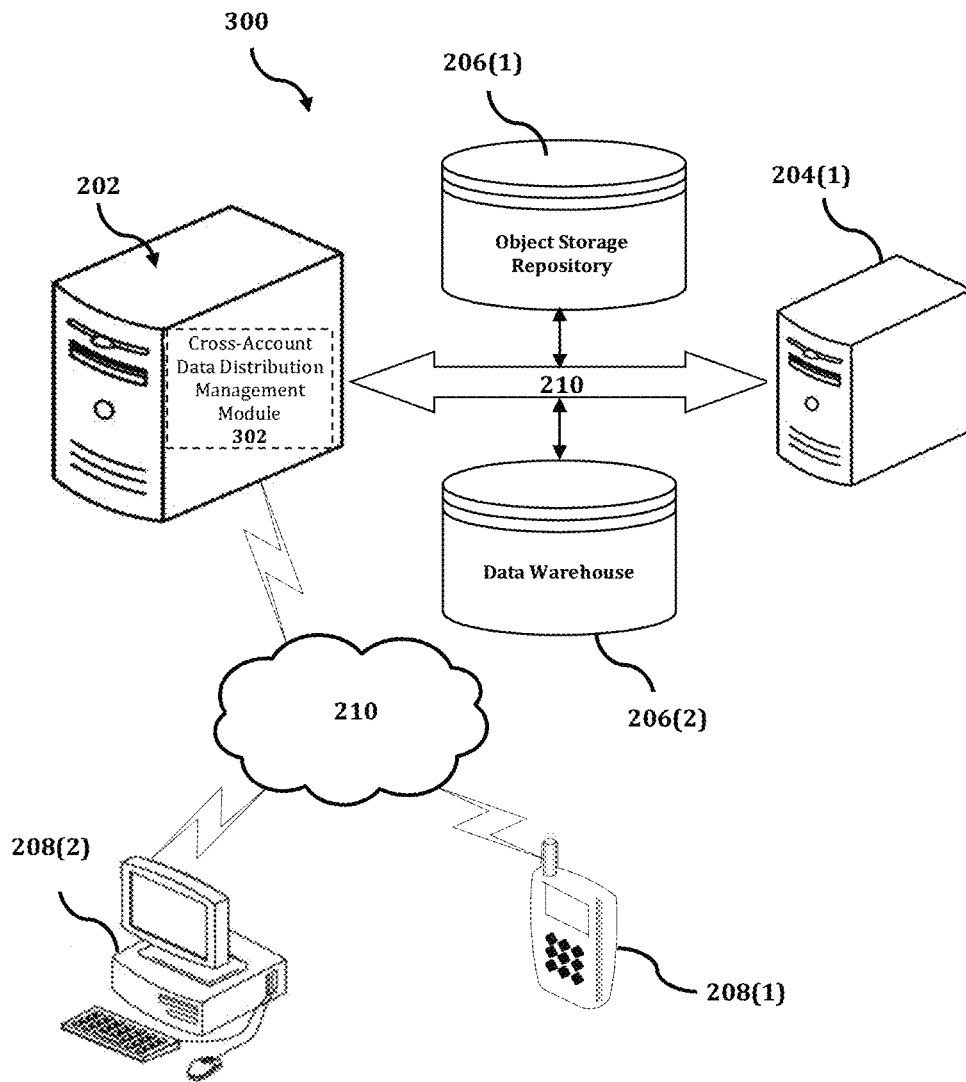 300
206(1)
202
204(1)
Object Storage
Repository
Cross-Account
Data Distribution
Management
Module
302
210
Data Warehouse
206(2)
210
208(2)
208(1)